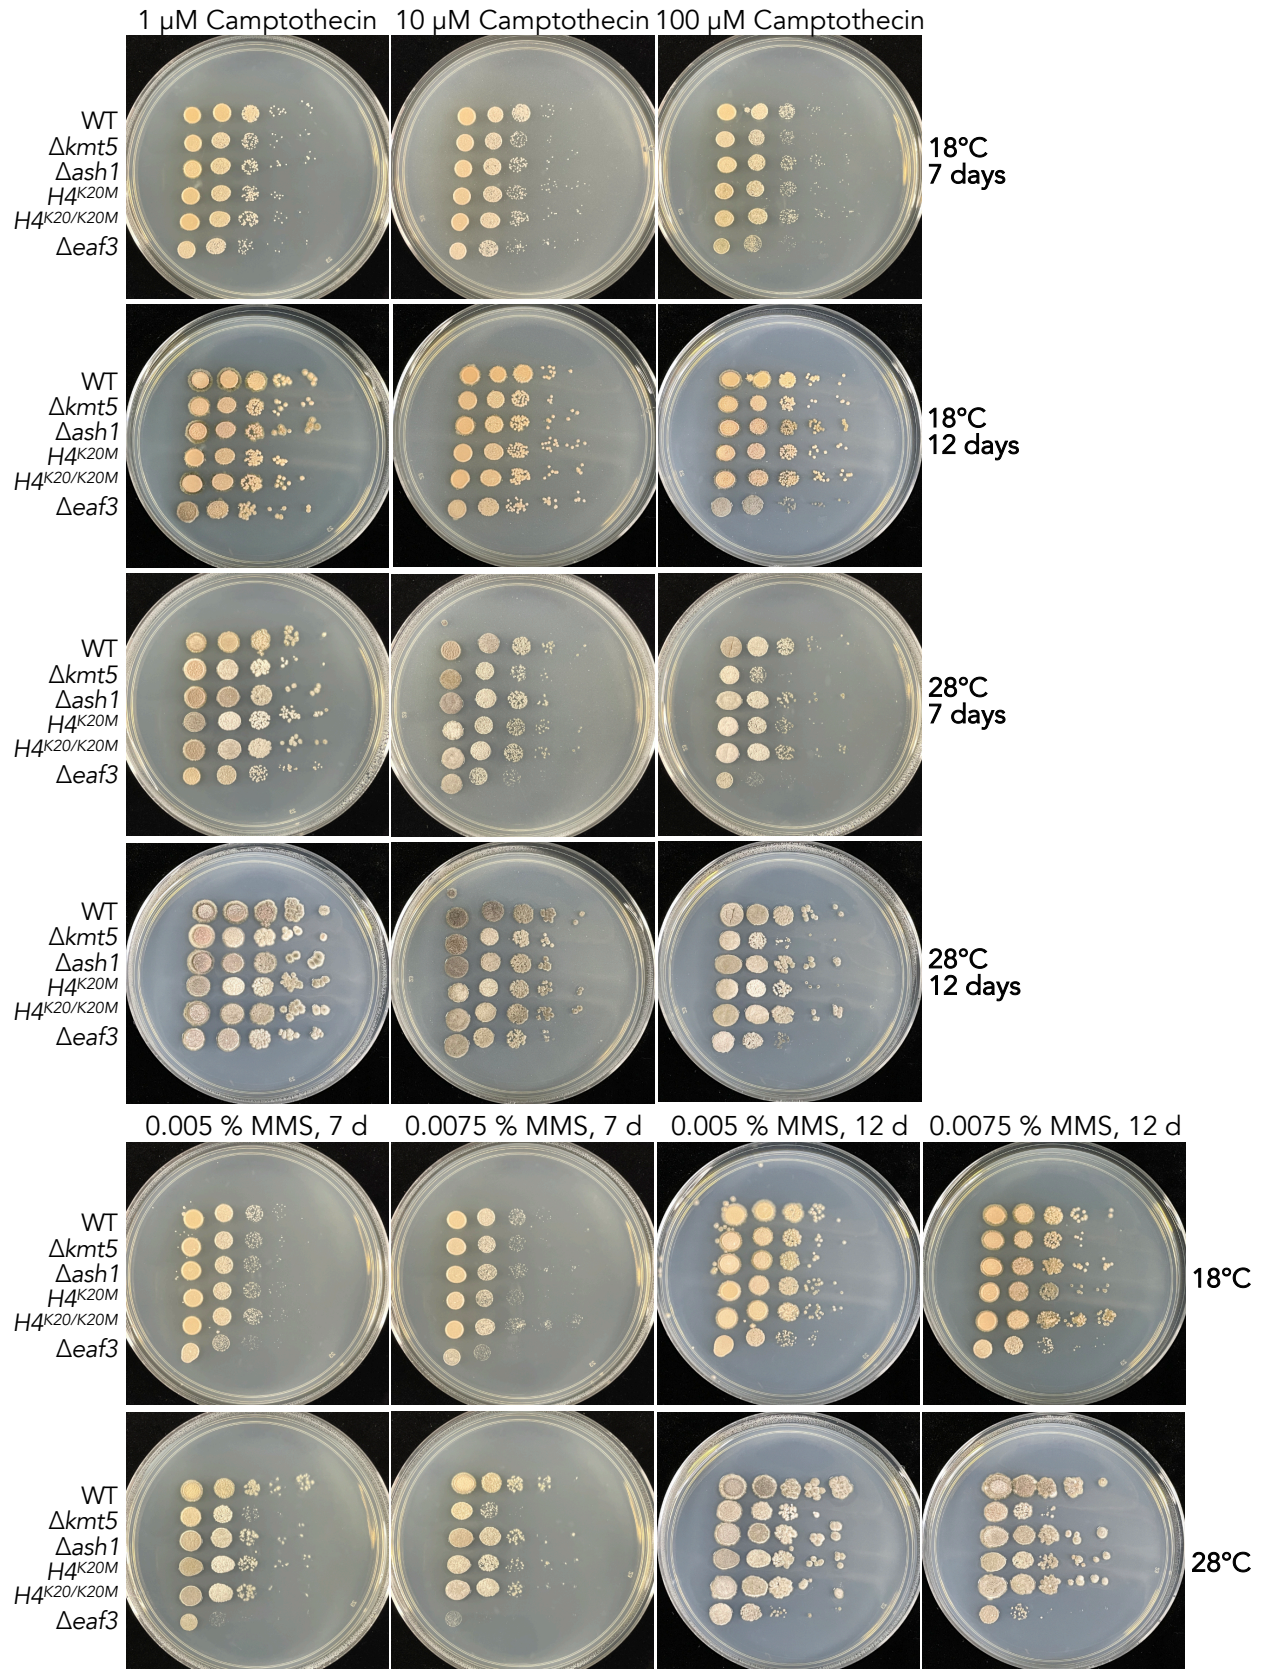 1 µM Camptothecin 10 µM Camptothecin 100 µM Camptothecin
WT
Δkmt5
Δash1
H4K20M
H4K20/K20M
Δeaf3
18°C
7 days
WT
Δkmt5
Δash1
H4K20M
H4K20/K20M
Δeaf3
18°C
12 days
WT
Δkmt5
Δash1
H4K20M
H4K20/K20M
Δeaf3
28°C
7 days
WT
Δkmt5
Δash1
H4K20M
H4K20/K20M
Δeaf3
28°C
12 days
0.005 % MMS, 7 d 0.0075 % MMS, 7 d 0.005 % MMS, 12 d 0.0075 % MMS, 12 d
WT
Δkmt5
Δash1
H4K20M
H4K20/K20M
Δeaf3
18°C
WT
Δkmt5
Δash1
H4K20M
H4K20/K20M
Δeaf3
28°C